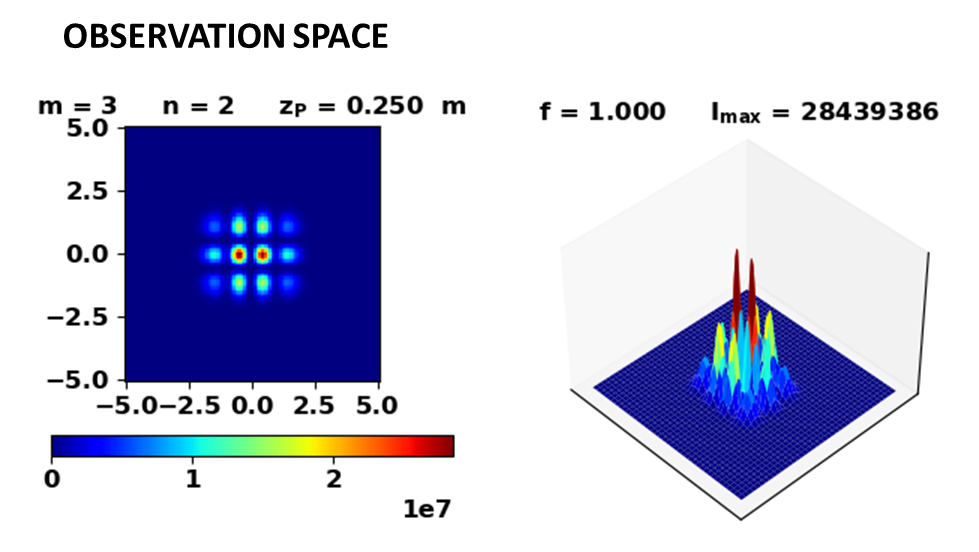 OBSERVATION SPACE
m = 3 n = 2 zP = 0.250 m
f = 1.000 Imax = 28439386
5.0
2.5
0.0
−2.5
−5.0
−5.0 −2.5 0.0 2.5 5.0
0 1 2
1e7